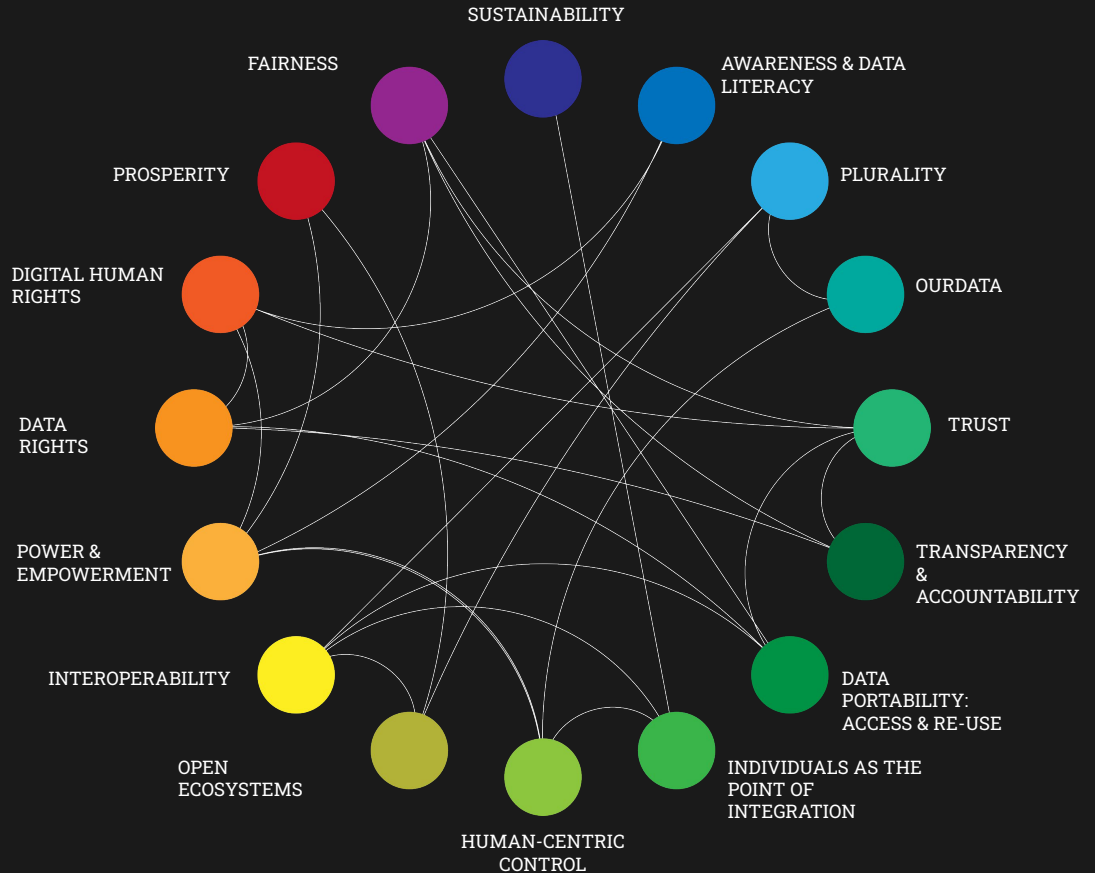 SUSTAINABILITY
FAIRNESS
AWARENESS & DATA
LITERACY
PROSPERITY
PLURALITY
DIGITAL HUMAN
RIGHTS
OURDATA
DATA
RIGHTS
TRUST
POWER &
EMPOWERMENT
TRANSPARENCY
&
ACCOUNTABILITY
INTEROPERABILITY
DATA
PORTABILITY:
ACCESS & RE-USE
OPEN
ECOSYSTEMS
INDIVIDUALS AS THE
POINT OF
INTEGRATION
HUMAN-CENTRIC
CONTROL